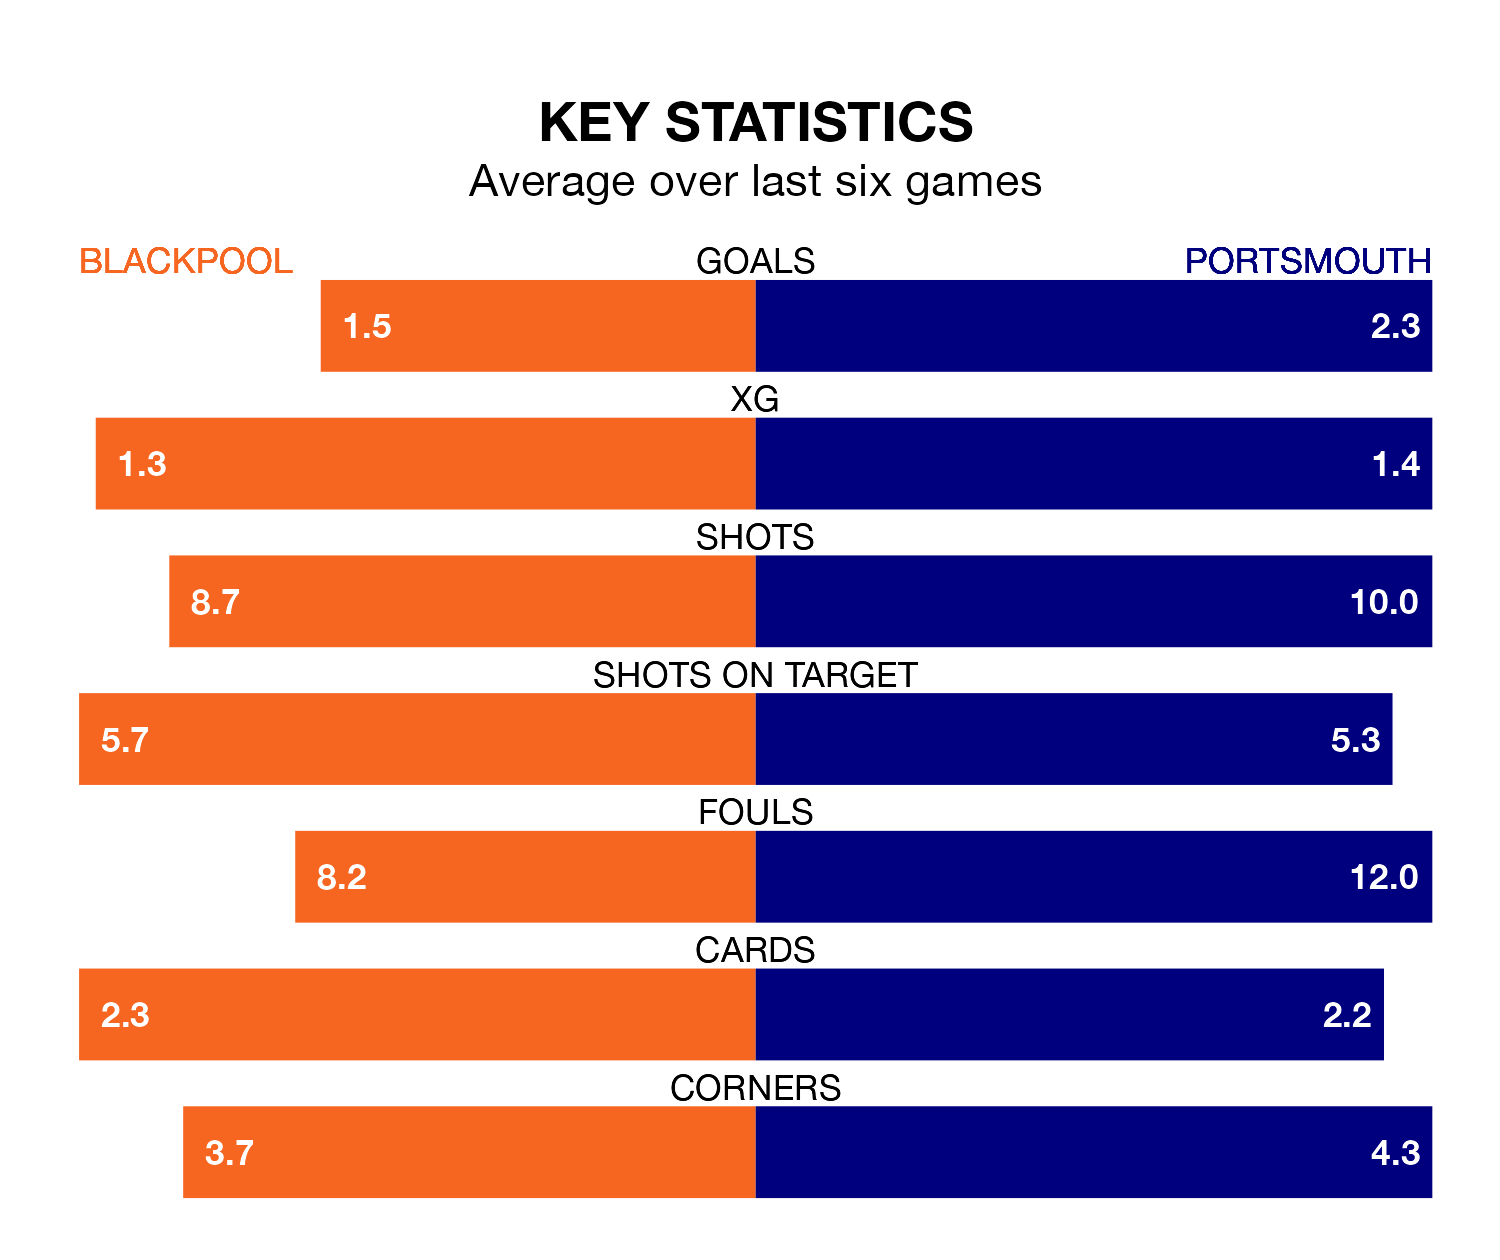 KEY STATISTICS
Average over last six games
BLACKPOOL GOALS PORTSMOUTH
1.5 2.3
XG
1.3 1.4
SHOTS
8.7 10.0
SHOTS ON TARGET
5.7 5.3
FOULS
8.2 12.0
CARDS
2.3 2.2
CORNERS
3.7 4.3